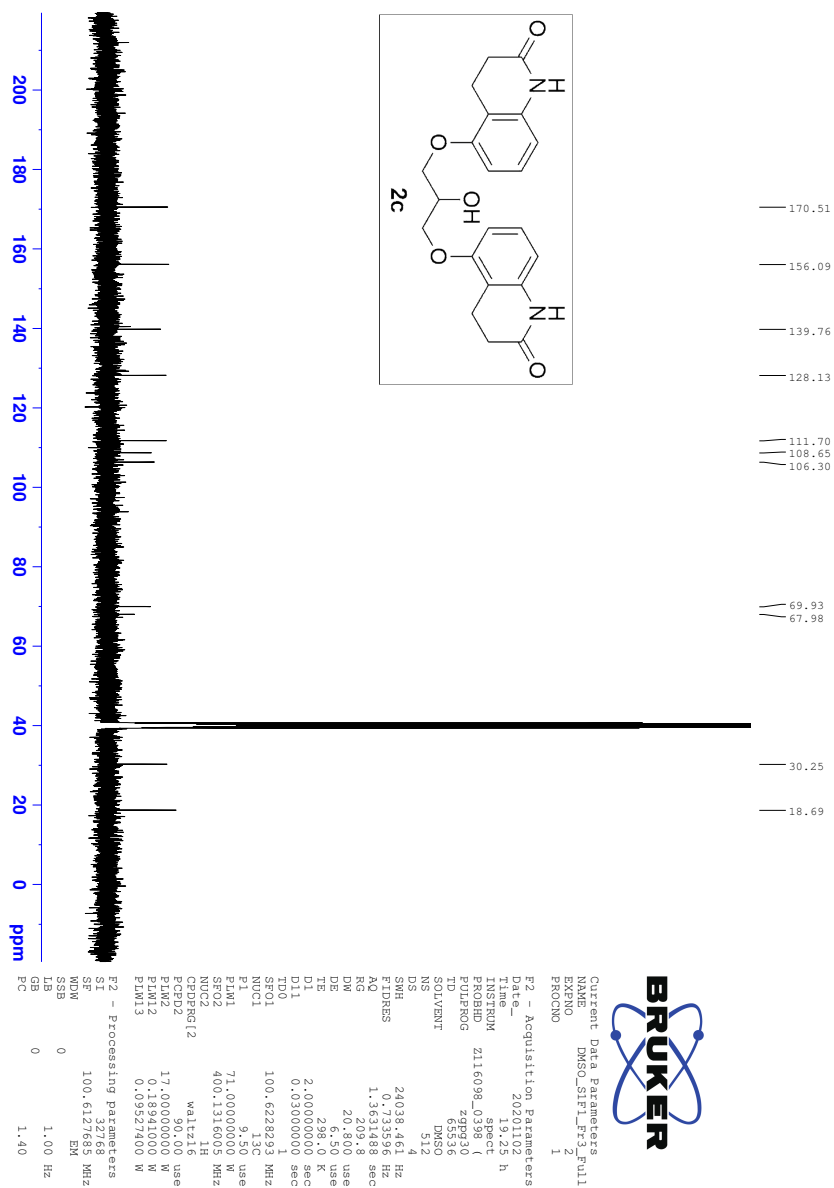 BRUKER
170.51
156.09
139.76
128.13
111.70
108.65
106.30
69.93
67.98
30.25
18.69
O
NH
O
OH
2c
O
NH
O
200 180 160 140 120 100 80 60 40 20 0 ppm
Current Data Parameters
NAME DMSO_S1F1_Fr3_Full
EXPNO 2
PROCNO 1
F2 - Acquisition Parameters
Date_ 20201102
Time 19.25 h
INSTRUM spect
PROBHD Z116098_0398 (
PULPROG zgpg30
TD 65536
SOLVENT DMSO
NS 512
DS 4
SWH 24038.461 Hz
FIDRES 0.733596 Hz
AQ 1.3631488 sec
RG 209.8
DW 20.800 use
DE 6.50 use
TE 298.0 K
D1 2.00000000 sec
D11 0.03000000 sec
TD0 1
SFO1 100.6228293 MHz
NUC1 13C
P1 9.50 use
PLW1 71.00000000 W
SFO2 400.1316005 MHz
NUC2 1H
CPDPRG[2 waltz16
PCPD2 90.00 use
PLW2 17.00000000 W
PLW12 0.18941000 W
PLW13 0.09527400 W
F2 - Processing parameters
SI 32768
SF 100.6127685 MHz
WDW EM
SSB 0
LB 1.00 Hz
GB 0
PC 1.40